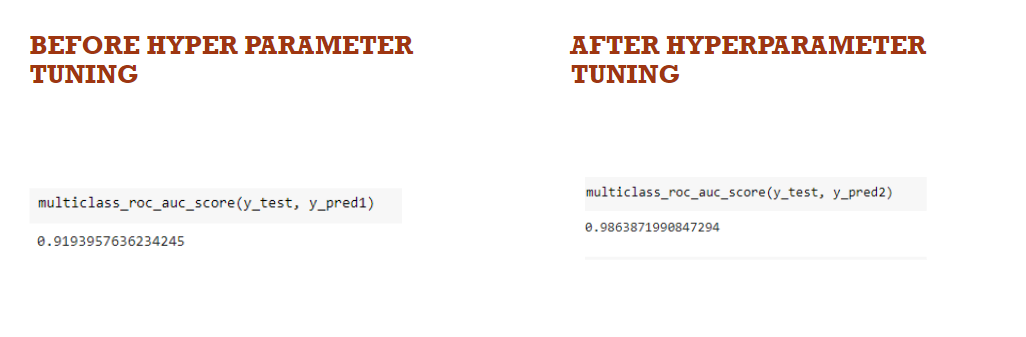 BEFORE HYPER PARAMETER
TUNING
multiclass_roc_auc_score(y_test, y_pred1)
0.9193957636234245
AFTER HYPERPARAMETER
TUNING
multiclass_roc_auc_score(y_test, y_pred2)
0.9863871990847294